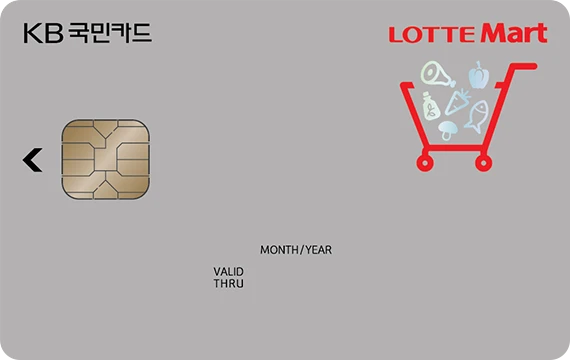 KB 국민카드
LOTTE Mart
MONTH/YEAR
VALID
THRU